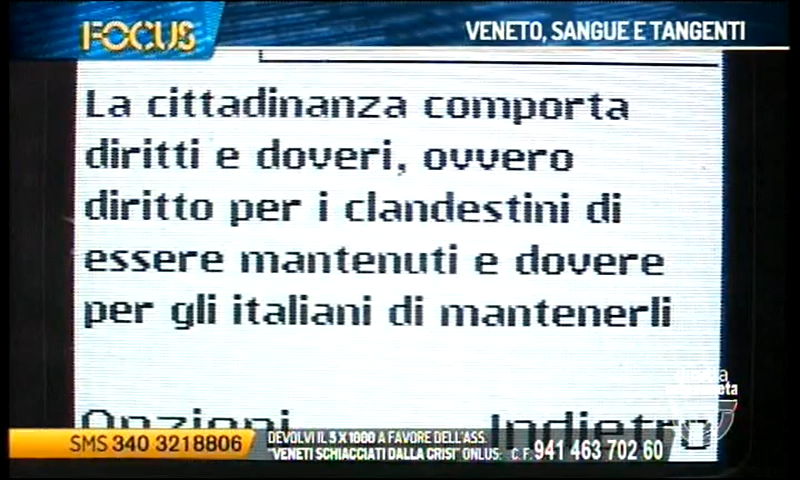 FOCUS
VENETO, SANGUE E TANGENTI
La cittadinanza comporta
diritti e doveri, ovvero
diritto per i clandestini di
essere mantenuti e dovere
per gli italiani di mantenerli
Opzioni Indietro
SMS 340 3218806
DEVOLVI IL 5 X 1000 A FAVORE DELL'ASS.
"VENETI SCHIACCIATI DALLA CRISI" ONLUS: C.F: 941 463 702 60